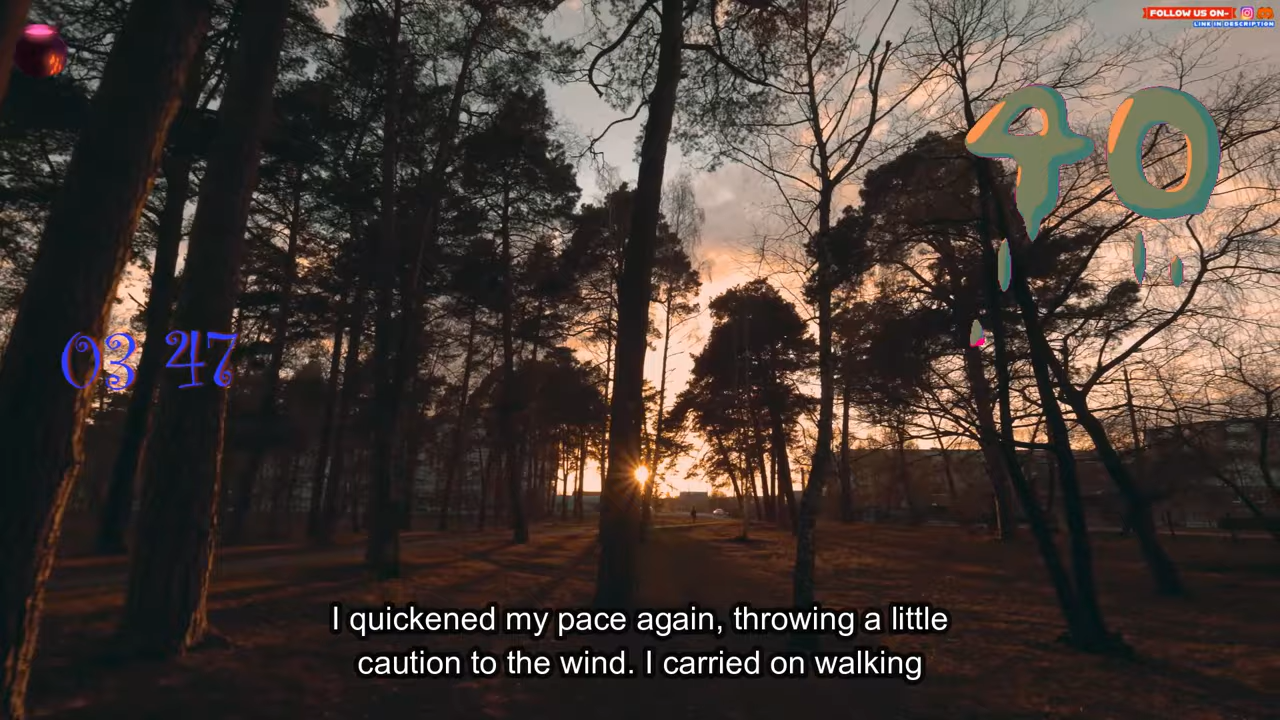 FOLLOW US ON-
LINK IN DESCRIPTION
40
03 47
I quickened my pace again, throwing a little
caution to the wind. I carried on walking